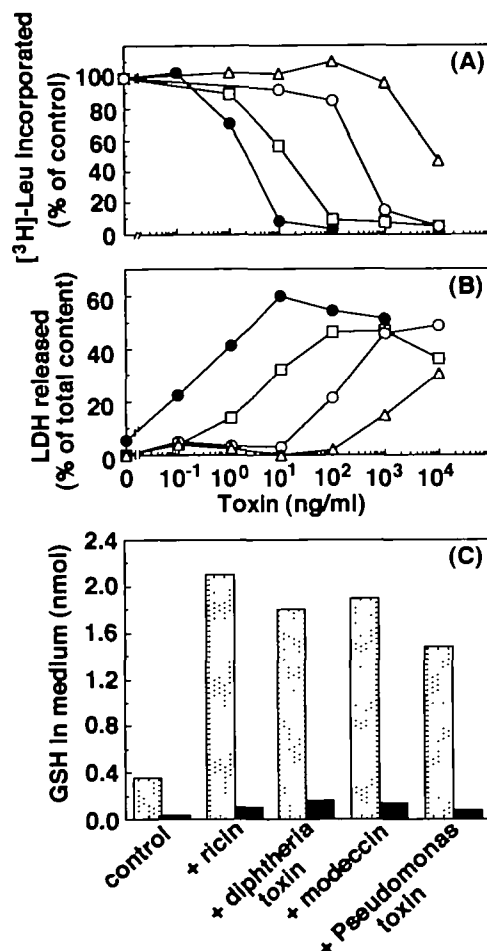 (A)
[³H]-Leu incorporated
(% of control)
100
80
60
40
20
0
(B)
LDH released
(% of total content)
60
40
20
0
0 10⁻¹ 10⁰ 10¹ 10² 10³ 10⁴
Toxin (ng/ml)
(C)
GSH in medium (nmol)
2.4
2.0
1.6
1.2
0.8
0.4
0.0
control
+ ricin
+ diphtheria
toxin
+ modeccin
+ Pseudomonas
toxin